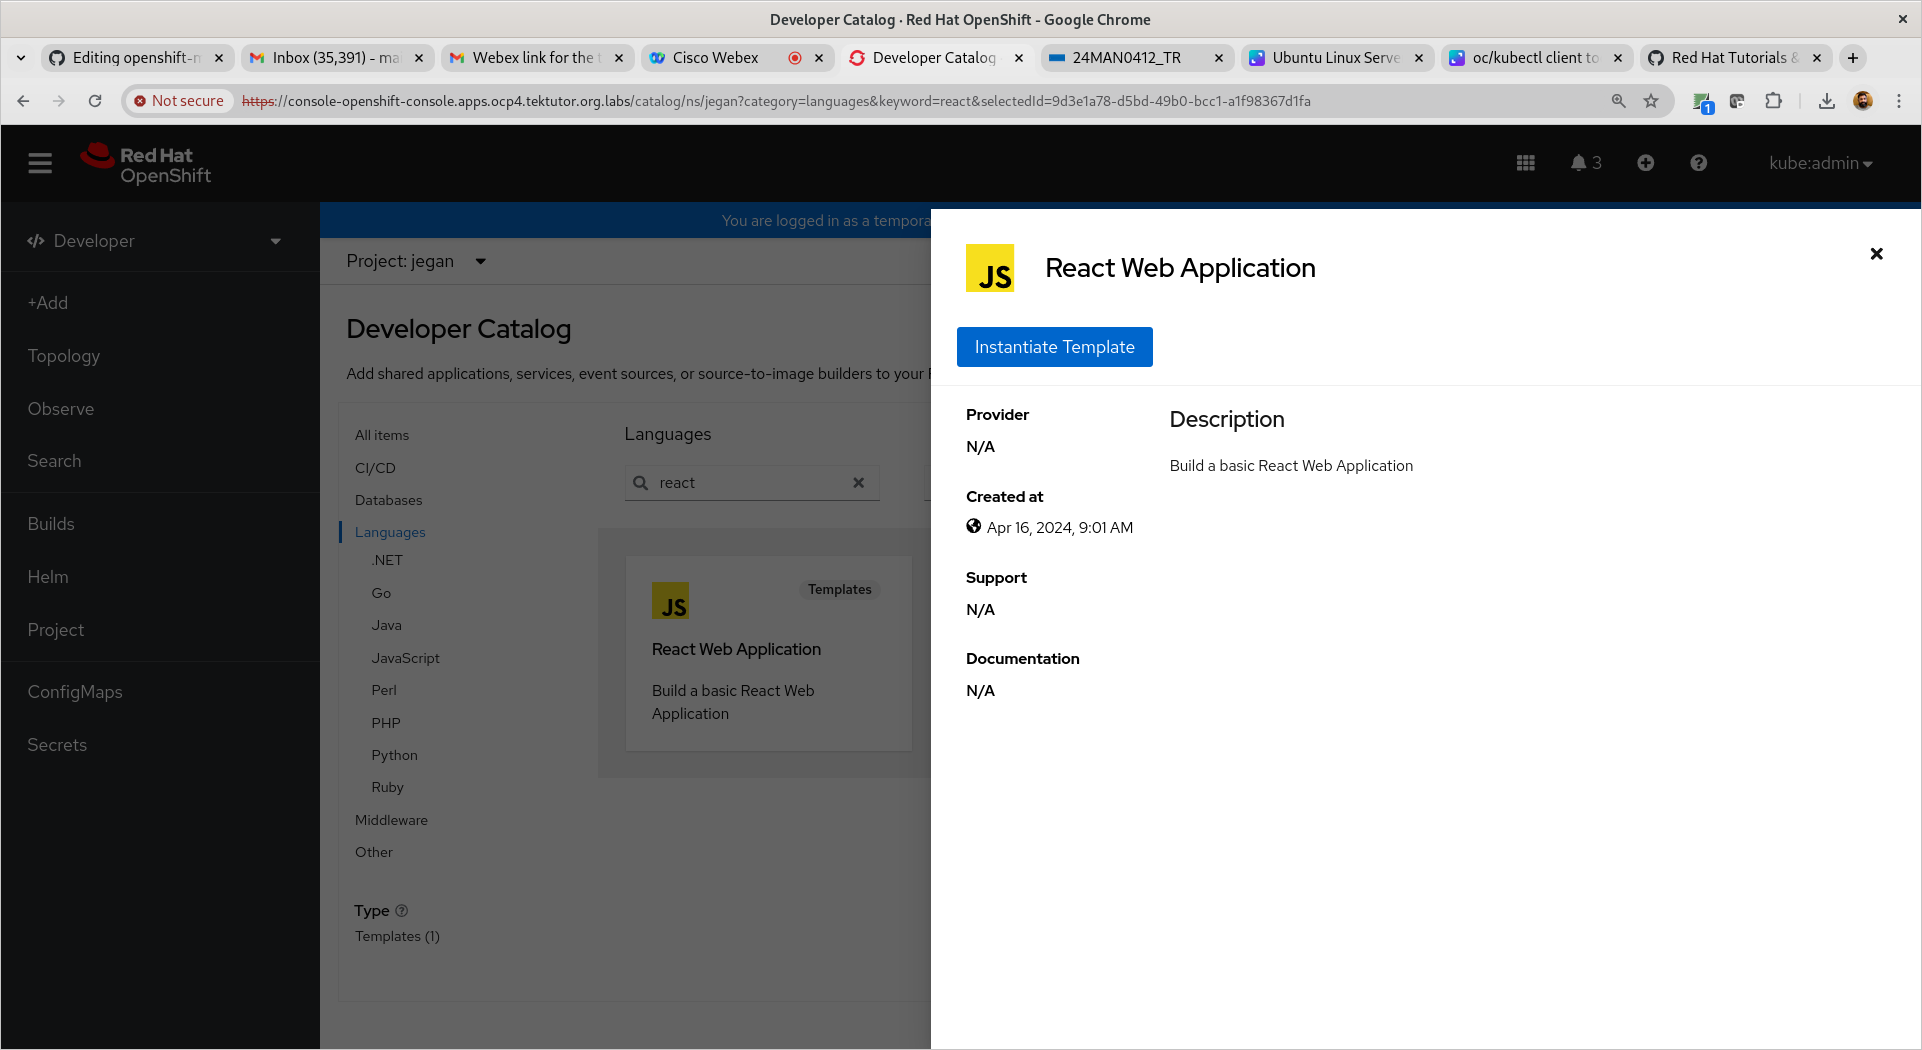 Developer Catalog · Red Hat OpenShift - Google Chrome
Editing openshift-n
Inbox (35,391) - ma
Webex link for the t
Cisco Webex
Developer Catalog
24MAN0412_TR
Ubuntu Linux Serve
oc/kubectl client to
Red Hat Tutorials &
Not secure
https://console-openshift-console.apps.ocp4.tektutor.org.labs/catalog/ns/jegan?category=languages&keyword=react&selectedId=9d3e1a78-d5bd-49b0-bcc1-a1f98367d1fa
1
Red Hat
OpenShift
3
kube:admin
Developer
+Add
Topology
Observe
Search
Builds
Helm
Project
ConfigMaps
Secrets
You are logged in as a tempora
Project: jegan
Developer Catalog
Add shared applications, services, event sources, or source-to-image builders to your
All items
CI/CD
Databases
Languages
.NET
Go
Java
JavaScript
Perl
PHP
Python
Ruby
Middleware
Other
Type
Templates (1)
Languages
react
JS
Templates
React Web Application
Build a basic React Web
Application
JS
React Web Application
Instantiate Template
Provider
N/A
Created at
Apr 16, 2024, 9:01 AM
Support
N/A
Documentation
N/A
Description
Build a basic React Web Application